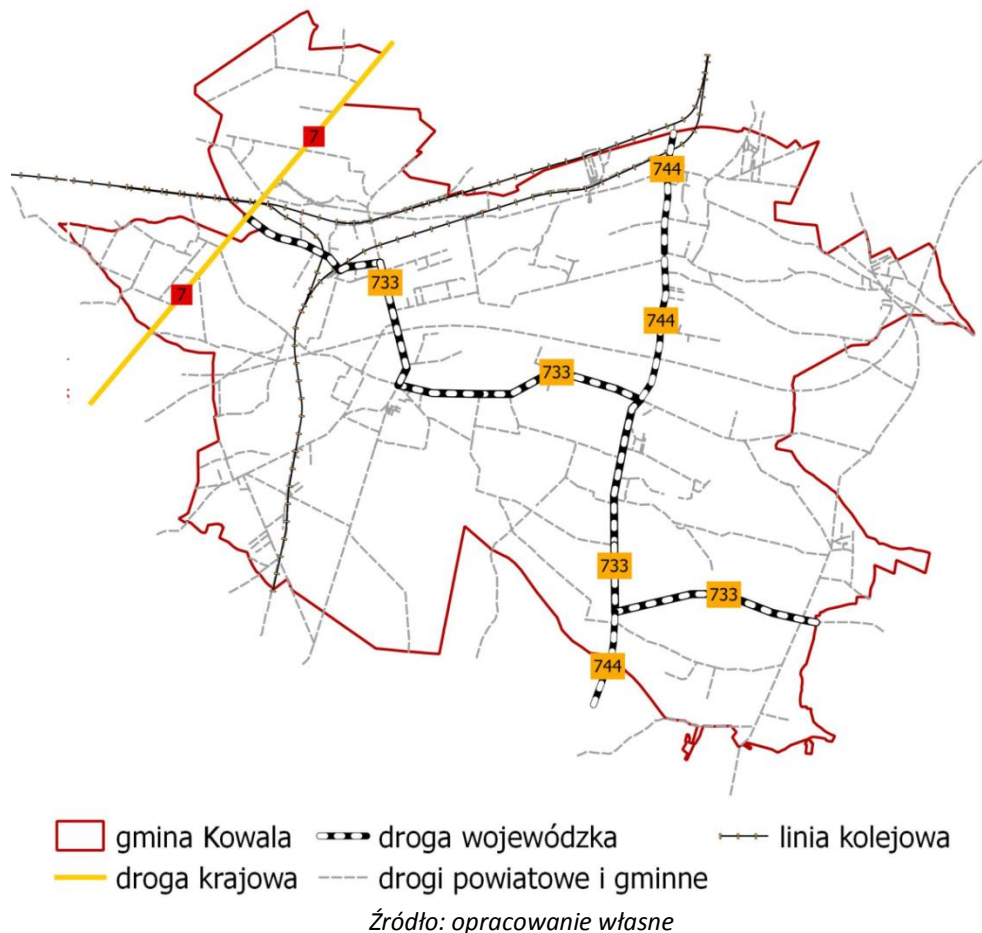 7
744
7
733
744
733
733
733
744
gmina Kowala
droga wojewódzka
linia kolejowa
droga krajowa
drogi powiatowe i gminne
Źródło: opracowanie własne